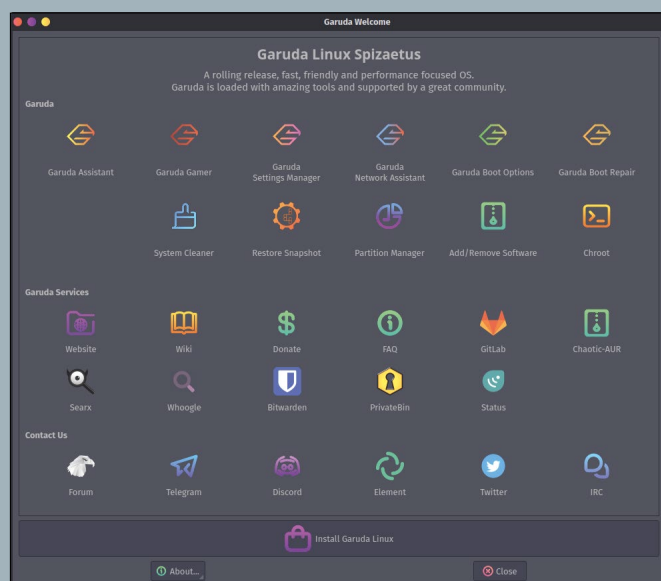 Garuda Welcome
Garuda Linux Spizaetus
A rolling release, fast, friendly and performance focused OS.
Garuda is loaded with amazing tools and supported by a great community.
Garuda
Garuda Assistant
Garuda Gamer
Garuda
Settings Manager
Garuda
Network Assistant
Garuda Boot Options
Garuda Boot Repair
System Cleaner
Restore Snapshot
Partition Manager
Add/Remove Software
Chroot
Garuda Services
Website
Wiki
Donate
FAQ
GitLab
Chaotic-AUR
Searx
Whoogle
Bitwarden
PrivateBin
Status
Contact Us
Forum
Telegram
Discord
Element
Twitter
IRC
Install Garuda Linux
About...
Close